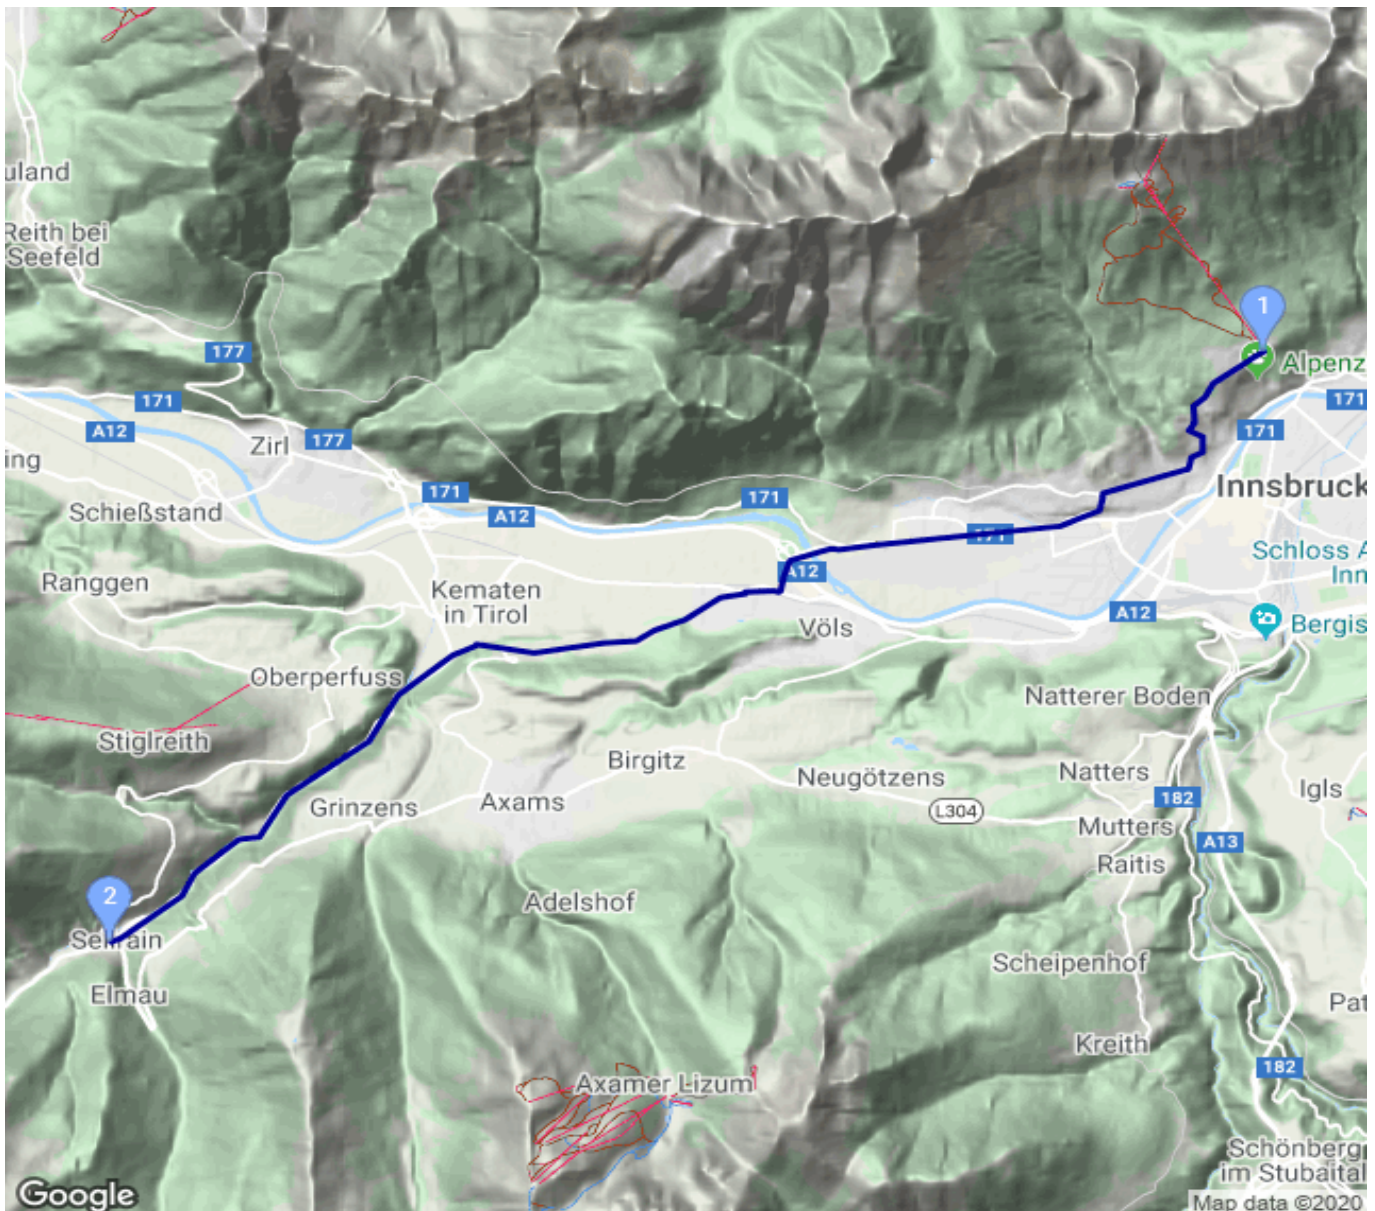 uland
Reith bei
Seefeld
1
177
Alpenz
171
171
A12
171
Zirl
177
ing
Innsbruck
171
171
Schießstand
A12
171
Schloss A
Inn
Ranggen
Kematen
in Tirol
A12
A12
Völs
Bergis
Oberperfuss
Natterer Boden
Stiglreith
Birgitz
Neugötzens
Natters
Igls
Grinzens
Axams
L304
182
Mutters
A13
Raitis
2
Adelshof
Sellrain
Scheipenhof
Elmau
Pat
Kreith
182
Axamer Lizum
Schönberg
im Stubaital
Google
Map data ©2020